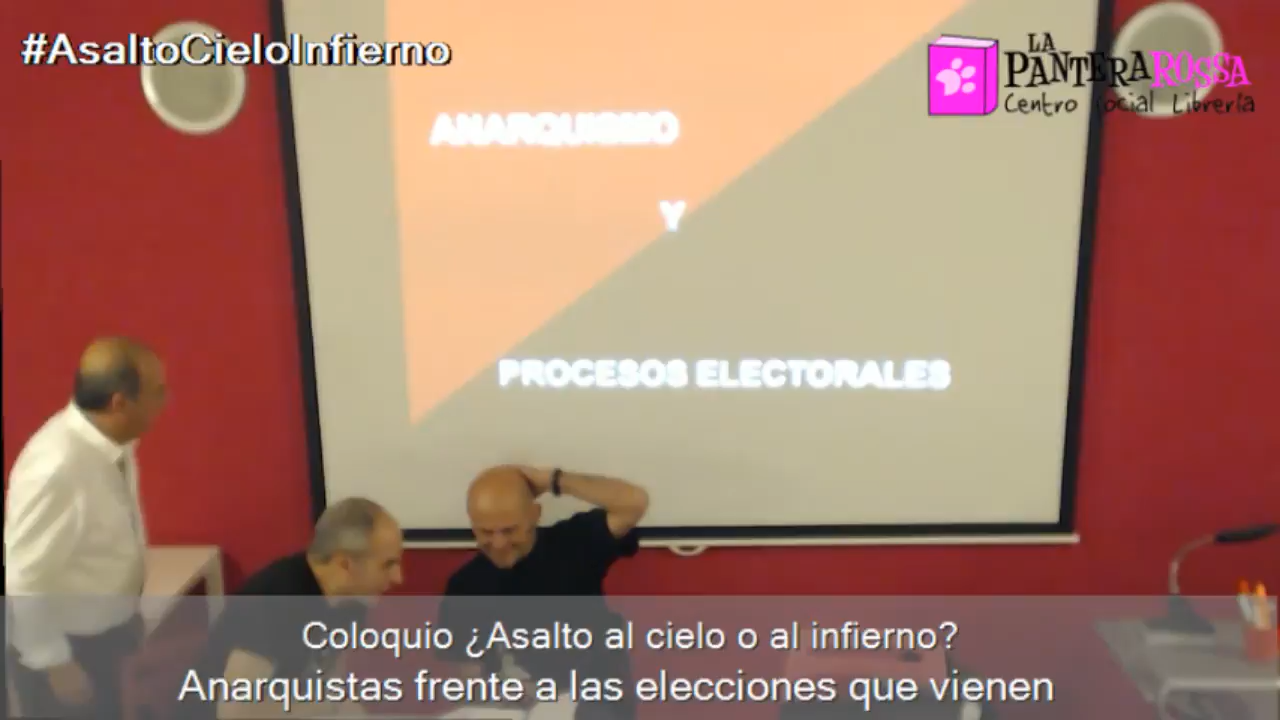 #AsaltoCieloInfierno
LA
PANTERA ROSSA
Centro Social Librería
ANARQUISMO
Y
PROCESOS ELECTORALES
Coloquio ¿Asalto al cielo o al infierno?
Anarquistas frente a las elecciones que vienen